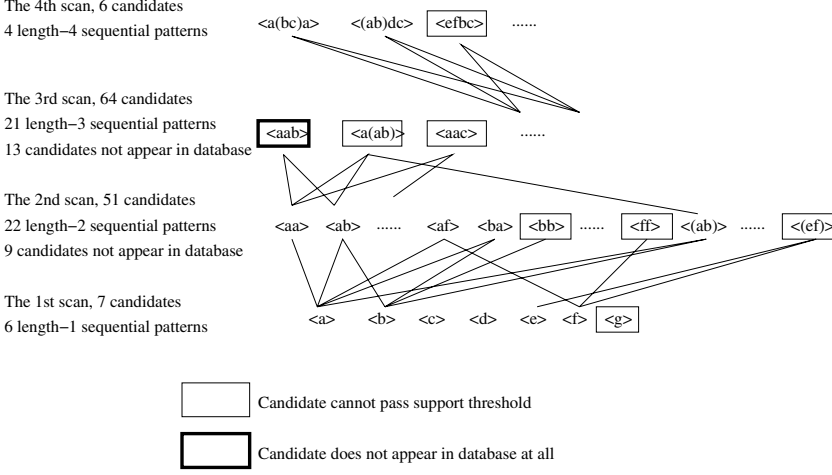 The 4th scan, 6 candidates
4 length−4 sequential patterns
<a(bc)a> <(ab)dc> <efbc> ......
The 3rd scan, 64 candidates
21 length−3 sequential patterns
13 candidates not appear in database
<aab> <a(ab)> <aac> ......
The 2nd scan, 51 candidates
22 length−2 sequential patterns
9 candidates not appear in database
<aa> <ab> ...... <af> <ba> <bb> ...... <ff> <(ab)> ...... <(ef)>
The 1st scan, 7 candidates
6 length−1 sequential patterns
<a> <b> <c> <d> <e> <f> <g>
Candidate cannot pass support threshold
Candidate does not appear in database at all